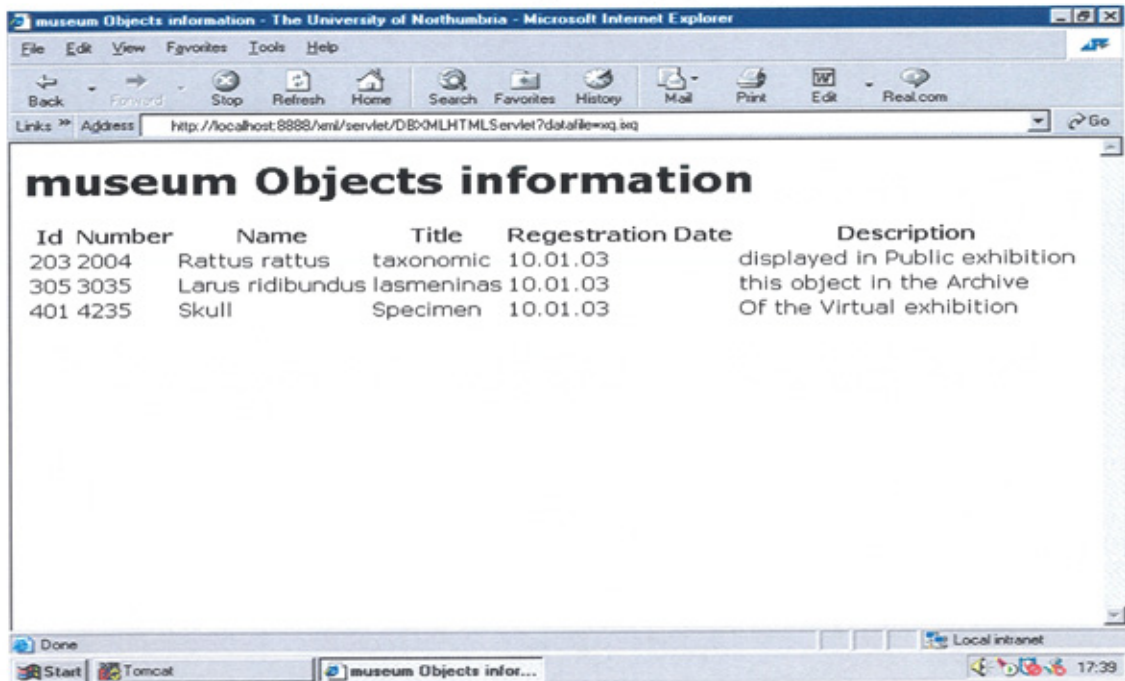 museum Objects information - The University of Northumbria - Microsoft Internet Explorer
File Edit View Favorites Tools Help
Back Forward Stop Refresh Home Search Favorites History Mail Print Edit Real.com
Links » Address http://localhost:8888/xml/servlet/DBXMLHTMLServlet?datafile=xq.ixq Go
museum Objects information
Id Number Name Title Regestration Date Description
203 2004 Rattus rattus taxonomic 10.01.03 displayed in Public exhibition
305 3035 Larus ridibundus lasmeninas 10.01.03 this object in the Archive
401 4235 Skull Specimen 10.01.03 Of the Virtual exhibition
Done Local intranet
Start Tomcat museum Objects infor... 17:39